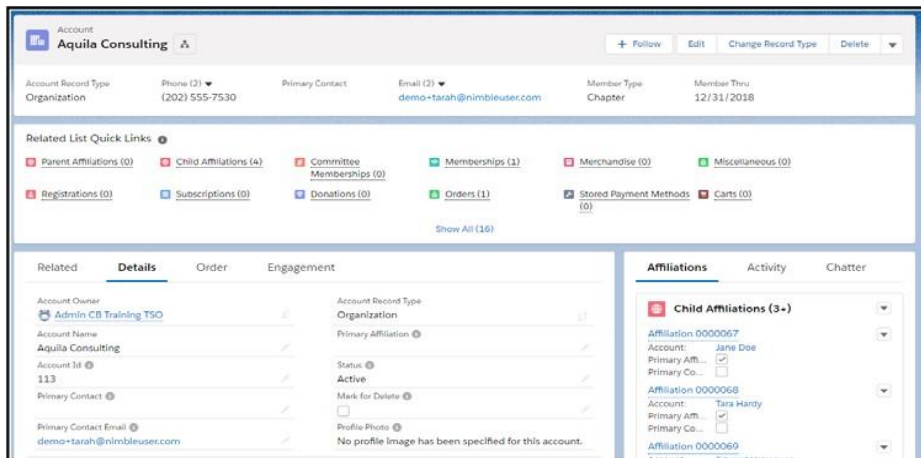 Account
Aquila Consulting
+ Follow Edit Change Record Type Delete
Account Record Type Phone (2) Primary Contact Email (2) Member Type Member Thru
Organization (202) 555-7530 demo+tarah@nimbleuser.com Chapter 12/31/2018
Related List Quick Links
Parent Affiliations (0) Child Affiliations (4) Committee Memberships (0) Memberships (1) Merchandise (0) Miscellaneous (0)
Registrations (0) Subscriptions (0) Donations (0) Orders (1) Stored Payment Methods (0) Carts (0)
Show All (16)
Related Details Order Engagement
Account Owner Account Record Type
Admin CB Training TSO Organization
Account Name Primary Affiliation
Aquila Consulting
Account Id Status
113 Active
Primary Contact Mark for Delete
Primary Contact Email Profile Photo
demo+tarah@nimbleuser.com No profile image has been specified for this account.
Affiliations Activity Chatter
Child Affiliations (3+)
Affiliation 0000067
Account: Jane Doe
Primary Affi...
Primary Co...
Affiliation 0000068
Account: Tara Hardy
Primary Affi...
Primary Co...
Affiliation 0000069